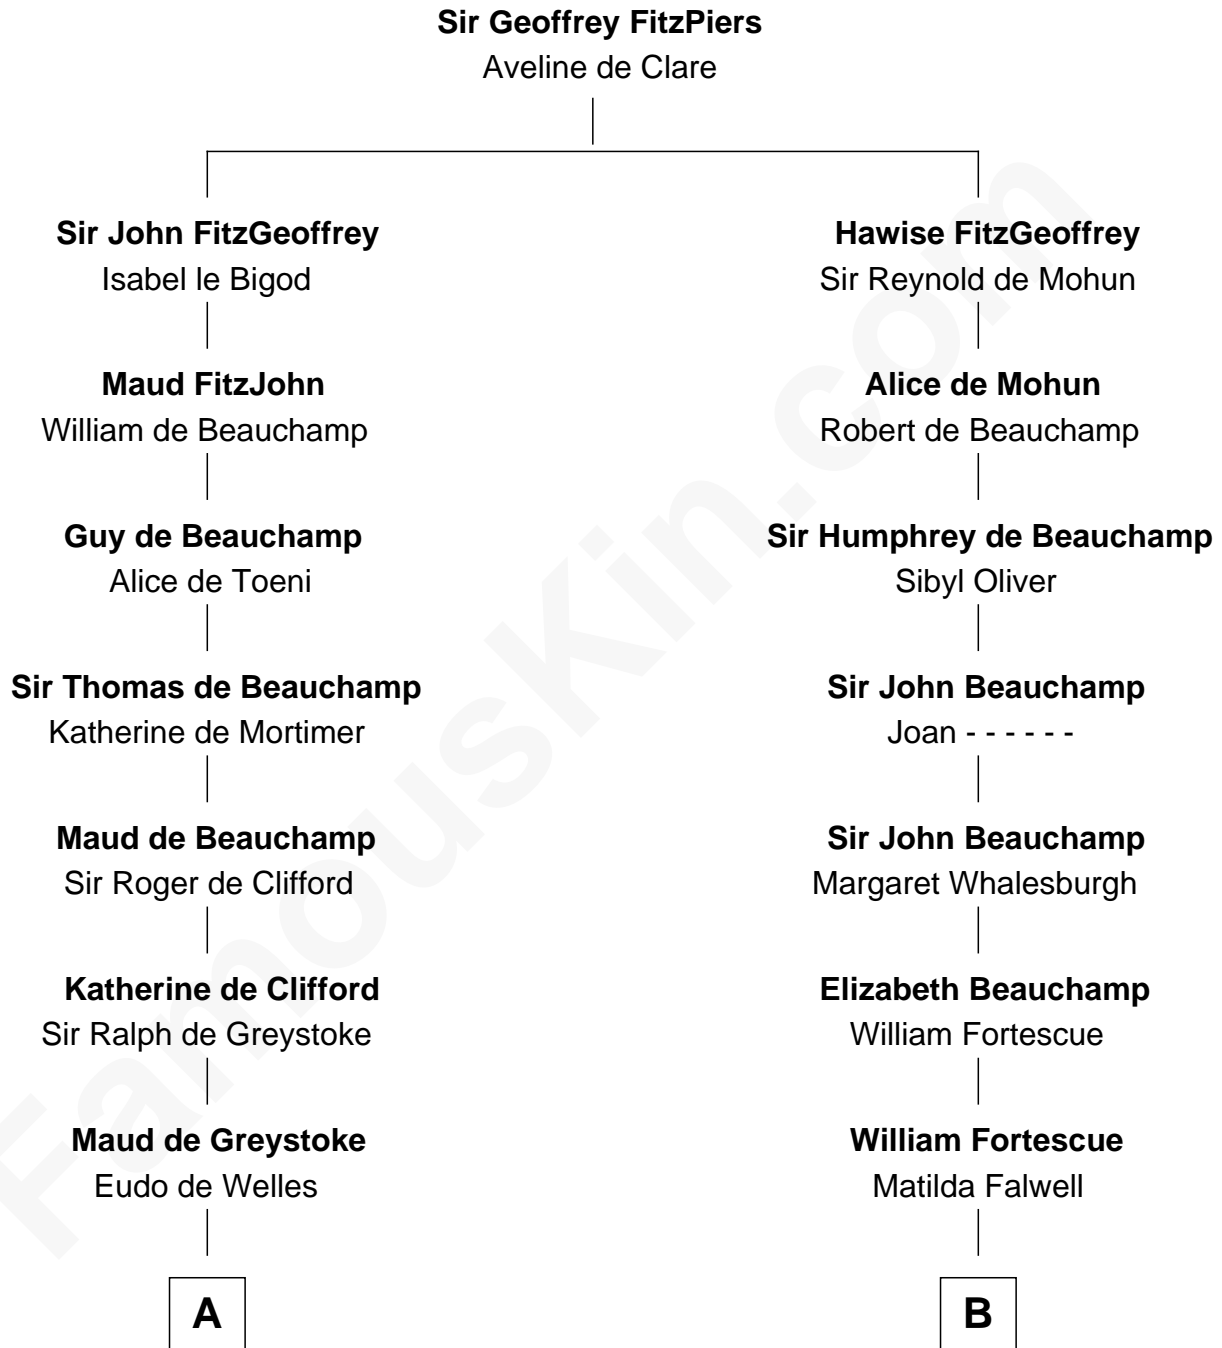 Sir Geoffrey FitzPiers
Aveline de Clare
Sir John FitzGeoffrey
Isabel le Bigod
Hawise FitzGeoffrey
Sir Reynold de Mohun
Maud FitzJohn
William de Beauchamp
Alice de Mohun
Robert de Beauchamp
Guy de Beauchamp
Alice de Toeni
Sir Humphrey de Beauchamp
Sibyl Oliver
Sir Thomas de Beauchamp
Katherine de Mortimer
Sir John Beauchamp
Joan - - - - - -
Maud de Beauchamp
Sir Roger de Clifford
Sir John Beauchamp
Margaret Whalesburgh
Katherine de Clifford
Sir Ralph de Greystoke
Elizabeth Beauchamp
William Fortescue
Maud de Greystoke
Eudo de Welles
William Fortescue
Matilda Falwell
A
B
FamousKin.com